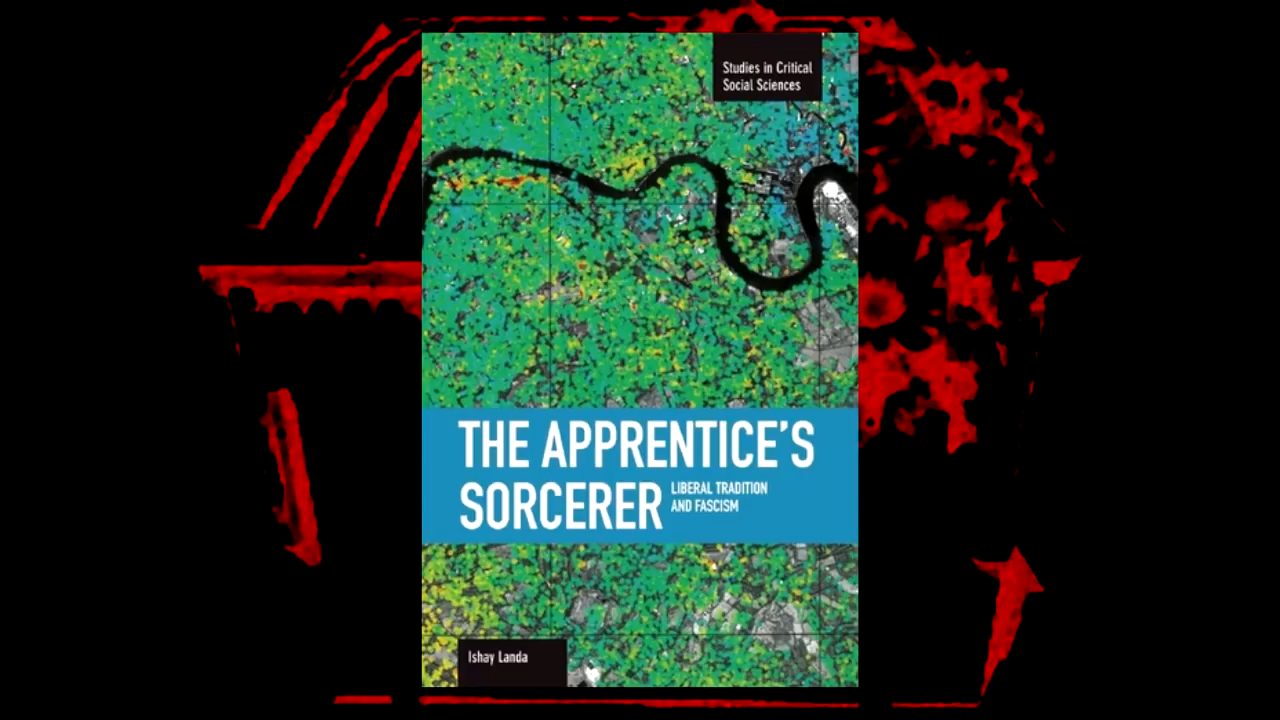 Studies in Critical
Social Sciences
THE APPRENTICE'S
SORCERER
LIBERAL TRADITION
AND FASCISM
Ishay Landa